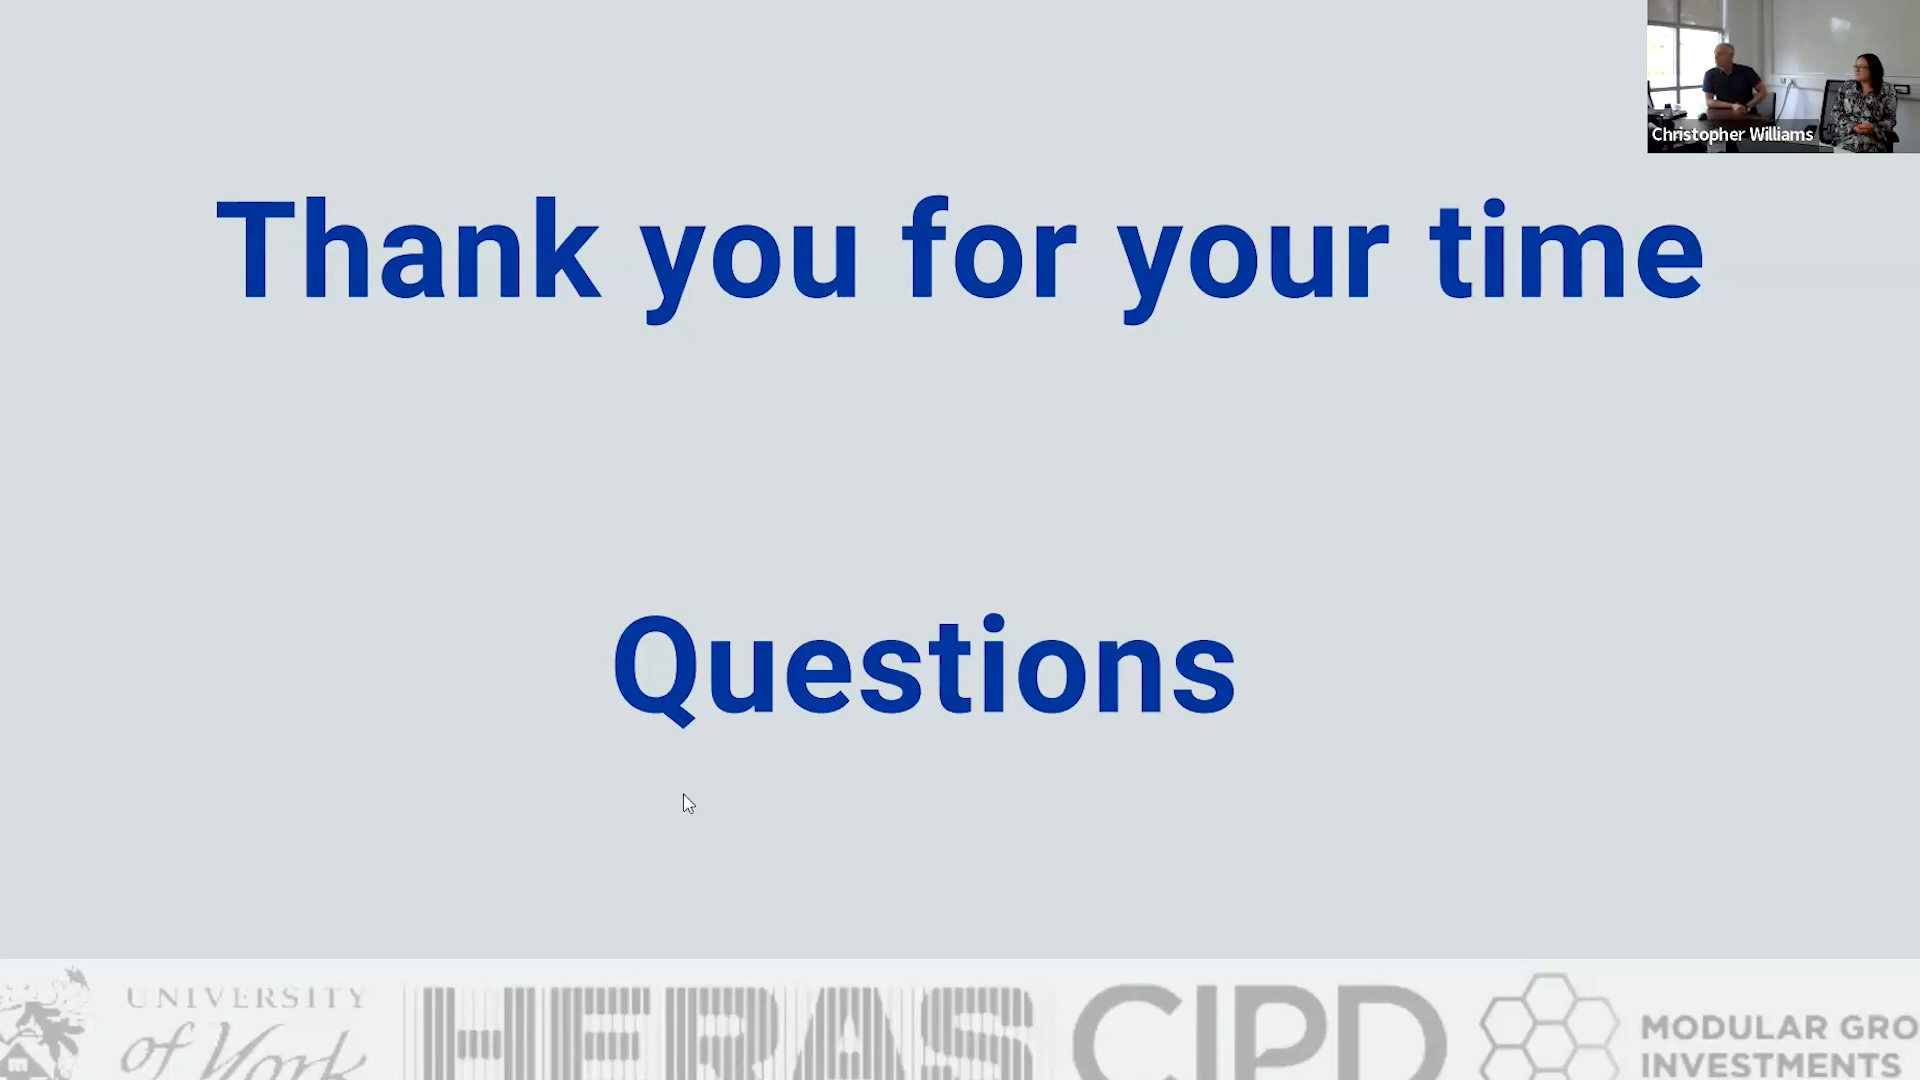 Christopher Williams
Thank you for your time
Questions
UNIVERSITY
of York
HERAS
CIPD
MODULAR GRO
INVESTMENTS